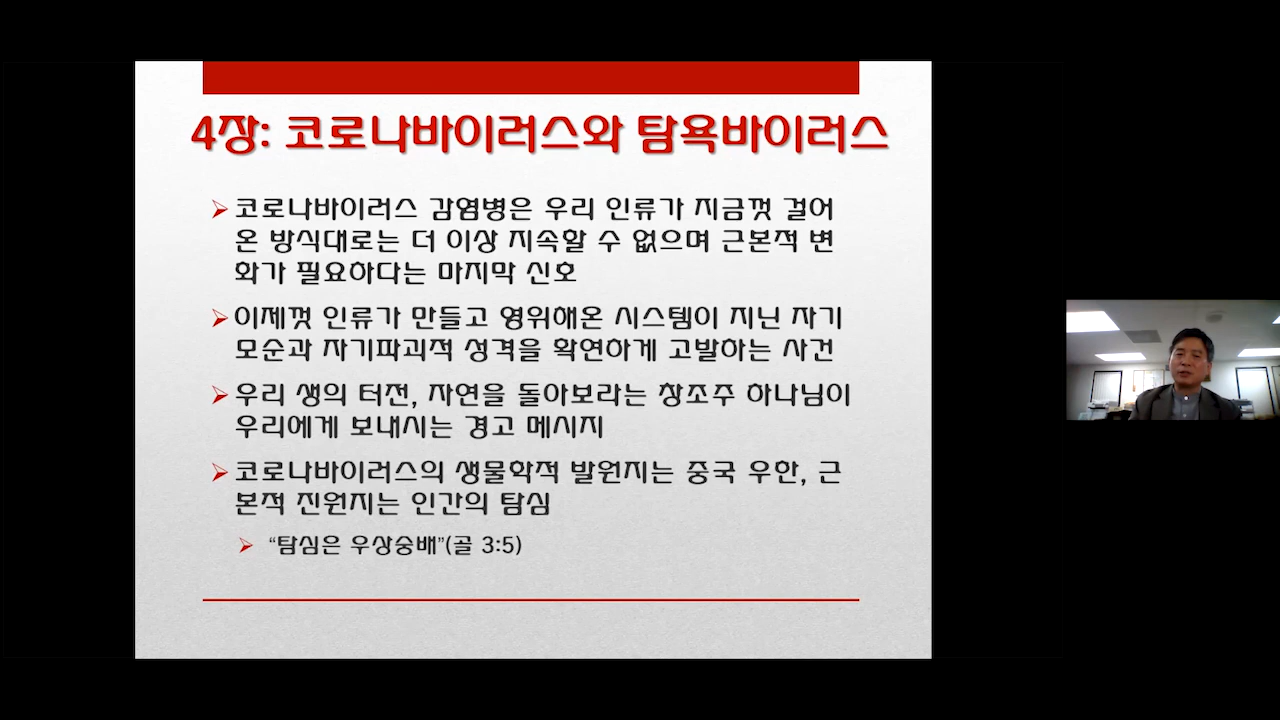 4장: 코로나바이러스와 탐욕바이러스
코로나바이러스 감염병은 우리 인류가 지금껏 걸어
온 방식대로는 더 이상 지속할 수 없으며 근본적 변
화가 필요하다는 마지막 신호
이제껏 인류가 만들고 영위해온 시스템이 지닌 자기
모순과 자기파괴적 성격을 확연하게 고발하는 사건
우리 생의 터전, 자연을 돌아보라는 창조주 하나님이
우리에게 보내시는 경고 메시지
코로나바이러스의 생물학적 발원지는 중국 우한, 근
본적 진원지는 인간의 탐심
“탐심은 우상숭배”(골 3:5)